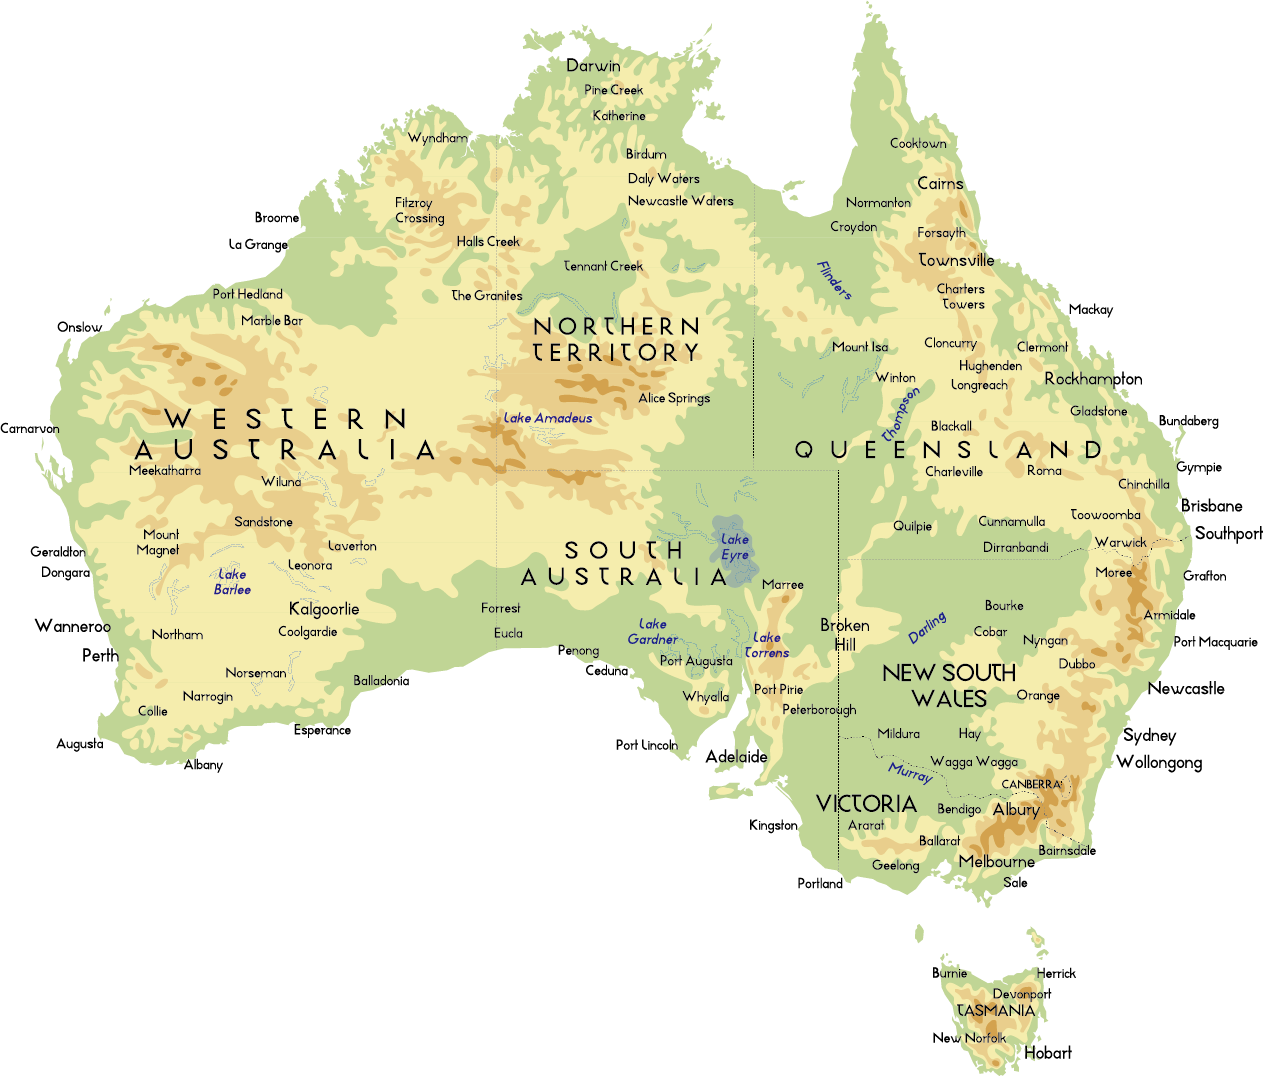 Darwin
Pine Creek
Katherine
Wyndham
Cooktown
Birdum
Daly Waters
Cairns
Fitzroy
Crossing
Newcastle Waters
Normanton
Broome
Croydon
Forsayth
La Grange
Halls Creek
Townsville
Tennant Creek
Flinders
Port Hedland
The Granites
Charters
Towers
Mackay
Marble Bar
Onslow
NORTHERN
TERRITORY
Mount Isa
Cloncurry
Clermont
Hughenden
Winton
Longreach
Rockhampton
Alice Springs
Thompson
Gladstone
WESTERN
AUSTRALIA
Lake Amadeus
Carnarvon
Blackall
Bundaberg
QUEENSLAND
Meekatharra
Charleville
Roma
Gympie
Wiluna
Chinchilla
Brisbane
Sandstone
Quilpie
Cunnamulla
Toowoomba
Southport
Mount
Magnet
Laverton
Lake
Eyre
Dirranbandi
Warwick
Geraldton
SOUTH
AUSTRALIA
Leonora
Dongara
Lake
Barlee
Marree
Moree
Grafton
Kalgoorlie
Forrest
Bourke
Armidale
Wanneroo
Northam
Coolgardie
Eucla
Lake
Gardner
Lake
Torrens
Broken
Hill
Darling
Cobar
Nyngan
Port Macquarie
Perth
Penong
Port Augusta
Dubbo
Norseman
Ceduna
NEW SOUTH
WALES
Balladonia
Narrogin
Whyalla
Port Pirie
Orange
Newcastle
Collie
Peterborough
Esperance
Mildura
Hay
Sydney
Augusta
Port Lincoln
Adelaide
Albany
Murray
Wagga Wagga
Wollongong
CANBERRA
VICTORIA
Bendigo
Albury
Kingston
Ararat
Ballarat
Bairnsdale
Geelong
Melbourne
Portland
Sale
Burnie
Herrick
Devonport
TASMANIA
New Norfolk
Hobart